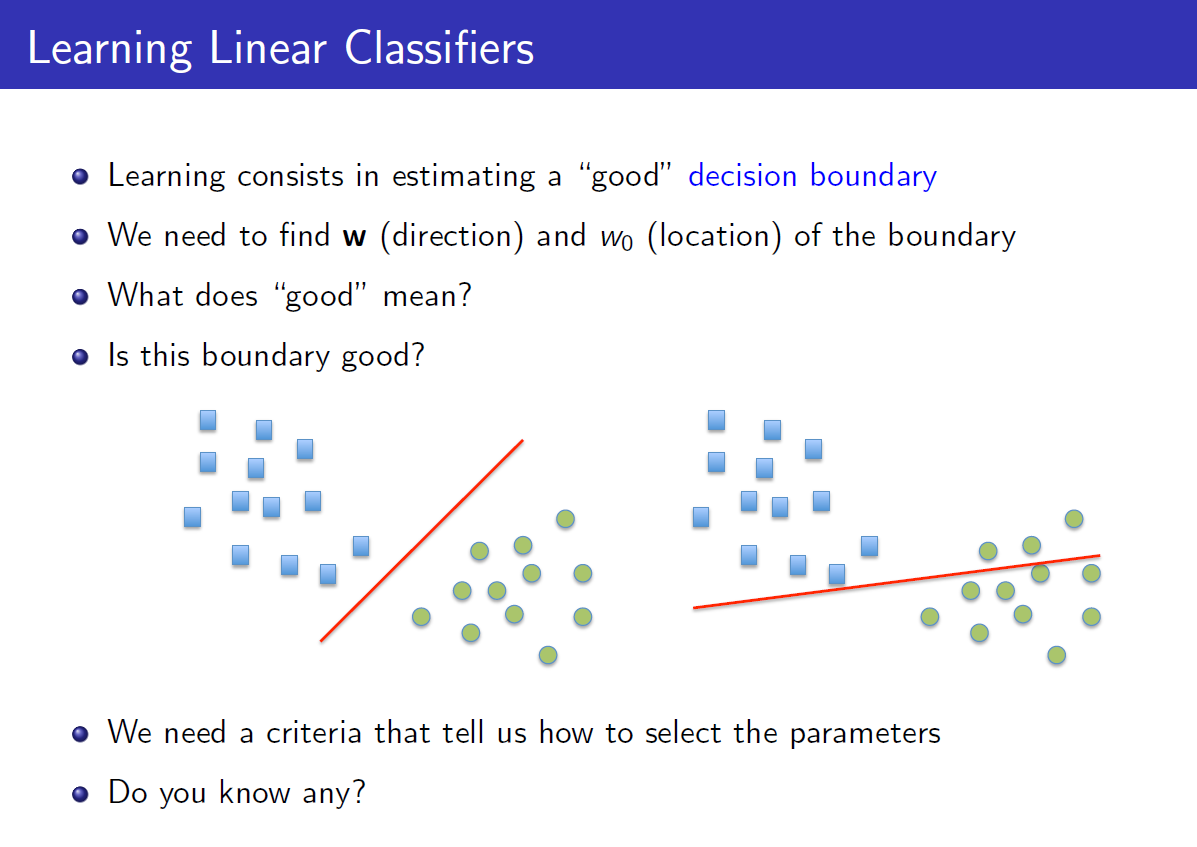 Learning Linear Classifiers
Learning consists in estimating a “good” decision boundary
We need to find w (direction) and w0 (location) of the boundary
What does “good” mean?
Is this boundary good?
We need a criteria that tell us how to select the parameters
Do you know any?